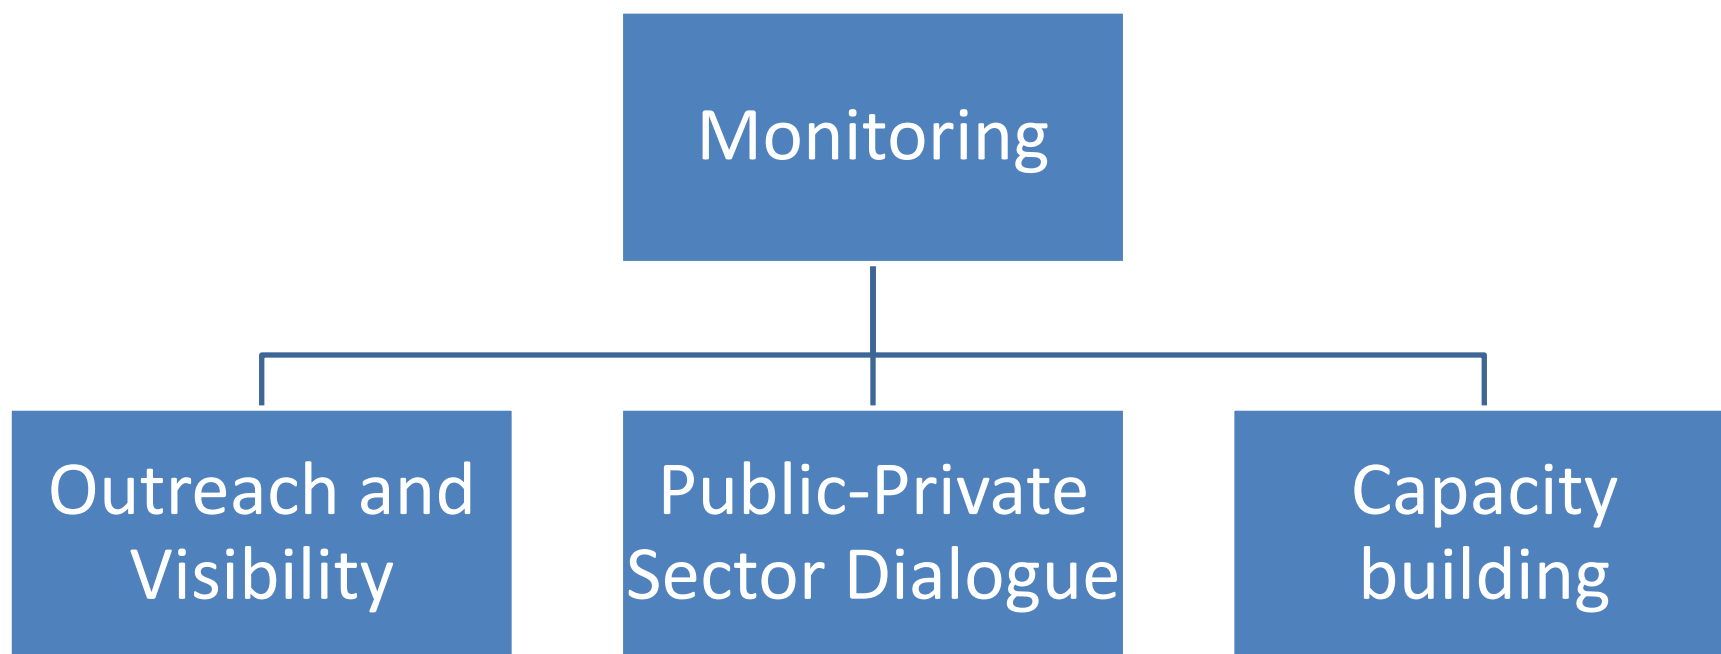 Monitoring
Outreach and
Visibility
Public-Private
Sector Dialogue
Capacity
building